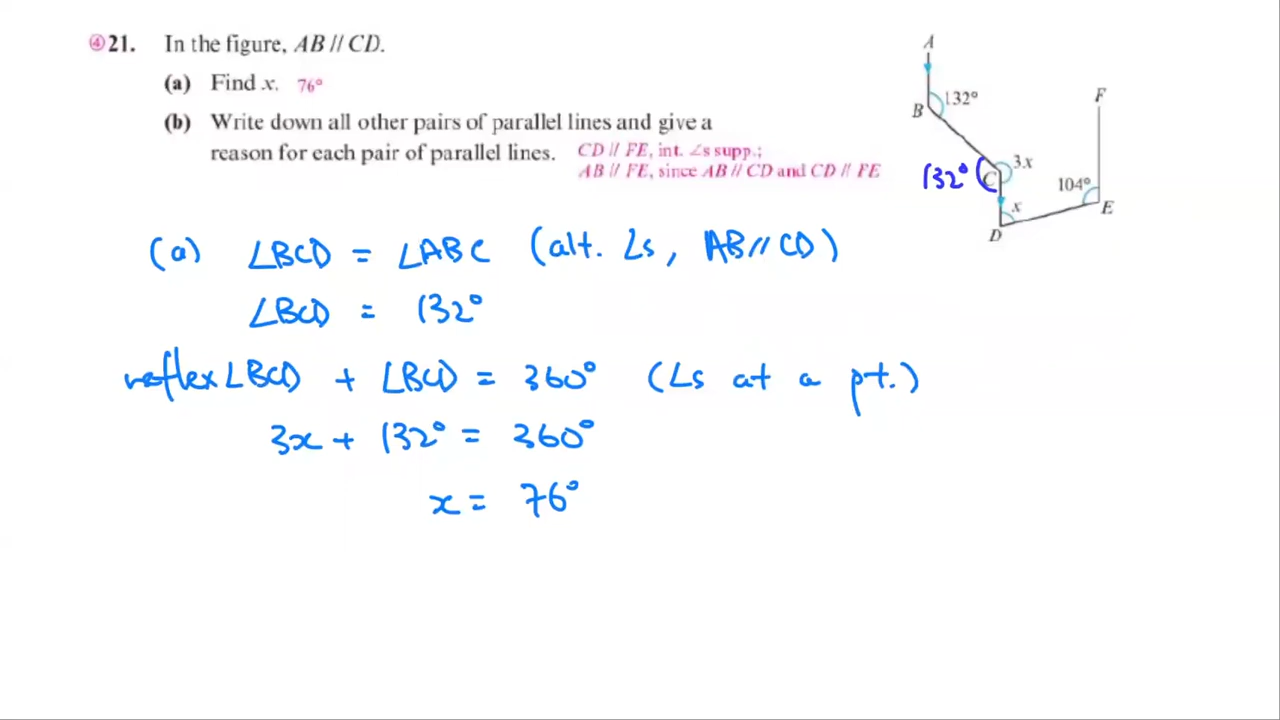 ④21. In the figure, AB // CD.
(a) Find x. 76°
(b) Write down all other pairs of parallel lines and give a
reason for each pair of parallel lines. CD // FE, int. ∠s supp.;
AB // FE, since AB // CD and CD // FE
A
B
132°
F
132°
C
3x
104°
x
E
D
(a) ∠BCD = ∠ABC (alt. ∠s, AB // CD)
∠BCD = 132°
reflex∠BCD + ∠BCD = 360° (∠s at a pt.)
3x + 132° = 360°
x = 76°